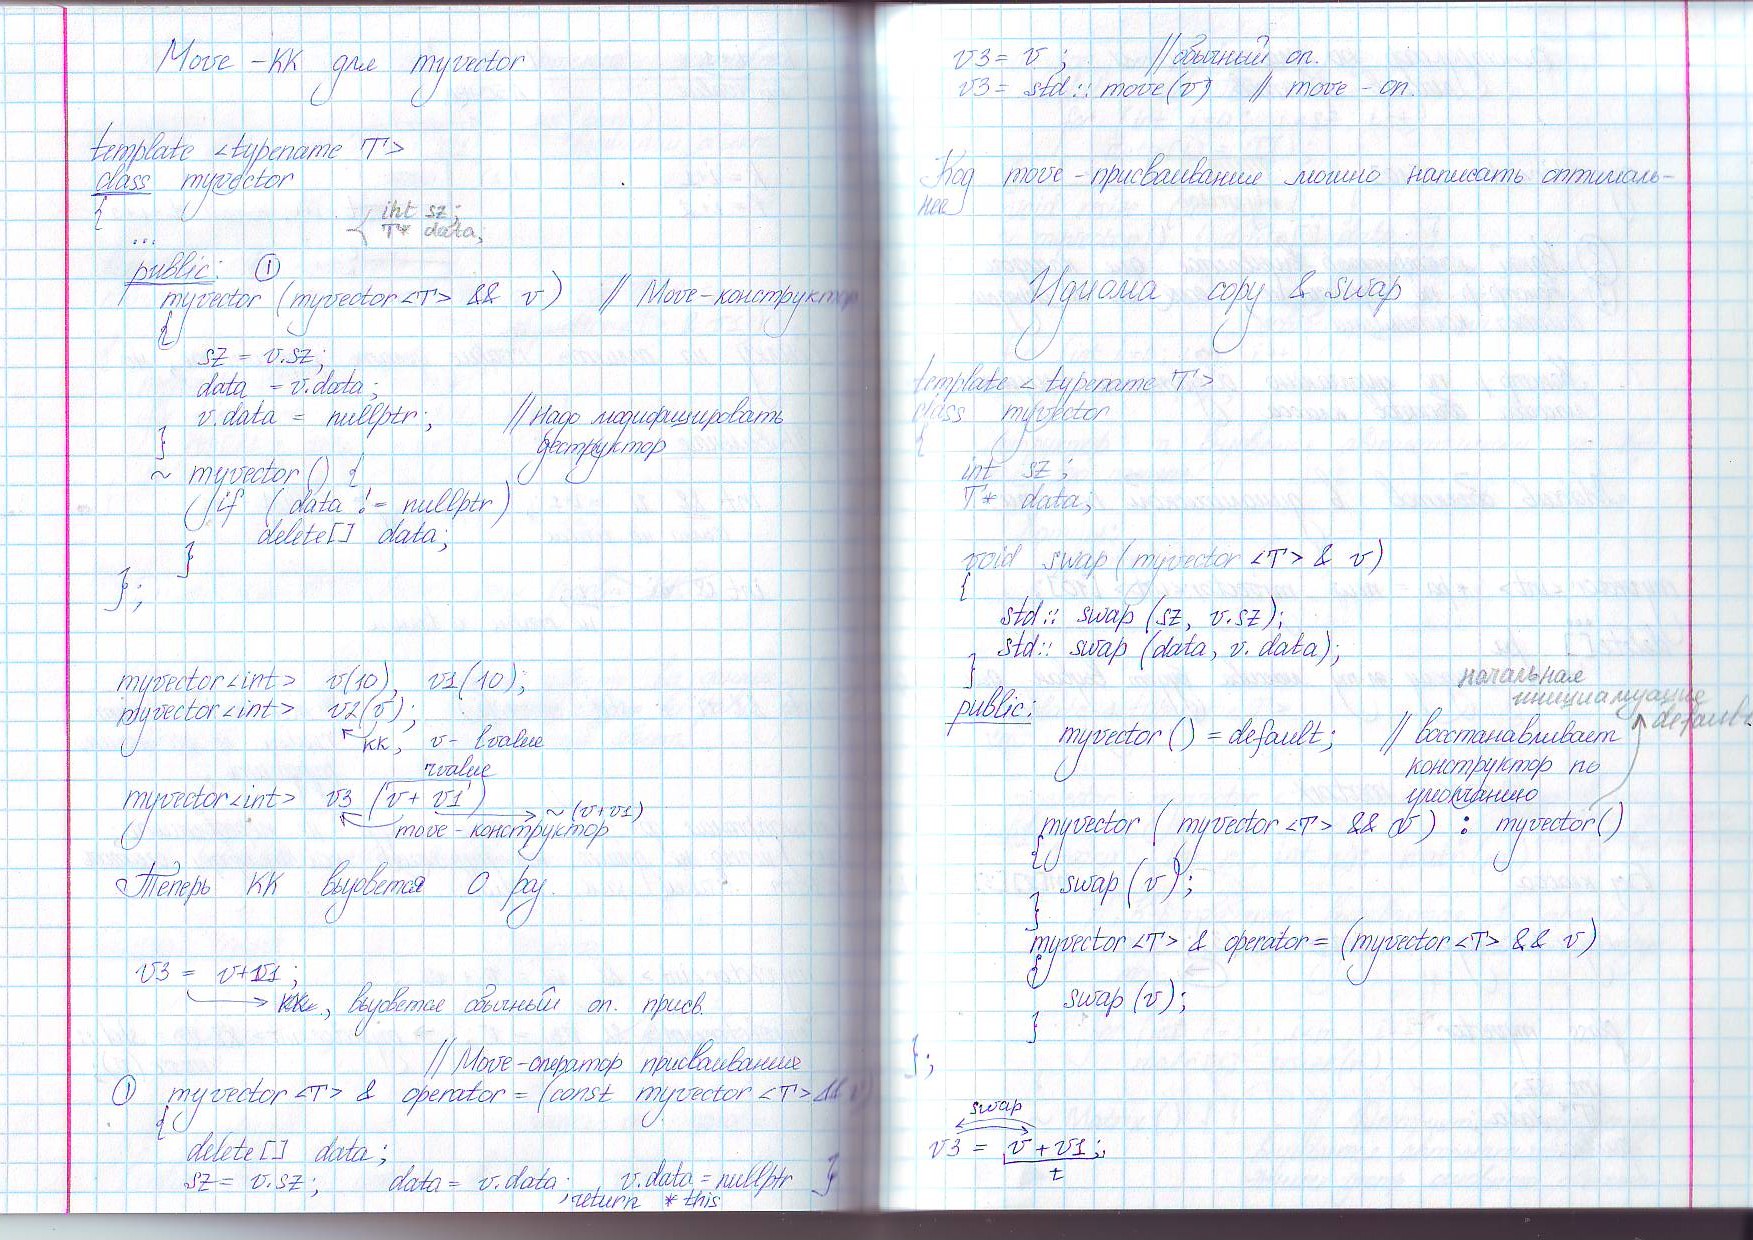 Move-КК для myvector
template <typename T>
class myvector
{
int sz;
T* data;
...
public: ①
myvector (myvector<T> && v) // Move-конструктор
{
sz = v.sz;
data = v.data;
v.data = nullptr; // Надо модифицировать
деструктор
}
~ myvector() {
if (data != nullptr)
delete[] data;
}
};
myvector<int> v(10), v1(10);
myvector<int> v2(v);
КК, v - lvalue
rvalue
myvector<int> v3 (v+v1)
~(v+v1)
move-конструктор
Теперь КК вызовется 0 раз.
v3 = v+v1;
вызовется обычный оп. присв.
// Move-оператор присваивание
① myvector<T> & operator=(const myvector<T> && v)
{
delete[] data;
sz = v.sz; data = v.data; v.data = nullptr }
return *this
v3 = v; // обычный оп.
v3 = std::move(v) // move-оп.
Код move-присваивание можно написать оптималь-
нее
Идиома copy & swap
template <typename T>
class myvector
{
int sz;
T* data;
void swap(myvector<T> & v)
{
std::swap(sz, v.sz);
std::swap(data, v.data);
}
начальная
инициализация
default
public:
myvector() = default; // восстанавливает
конструктор по
умолчанию
myvector (myvector<T> && v) : myvector()
{
swap(v);
}
myvector<T> & operator=(myvector<T> && v)
{
swap(v);
}
};
swap
v3 = v+v1;
t